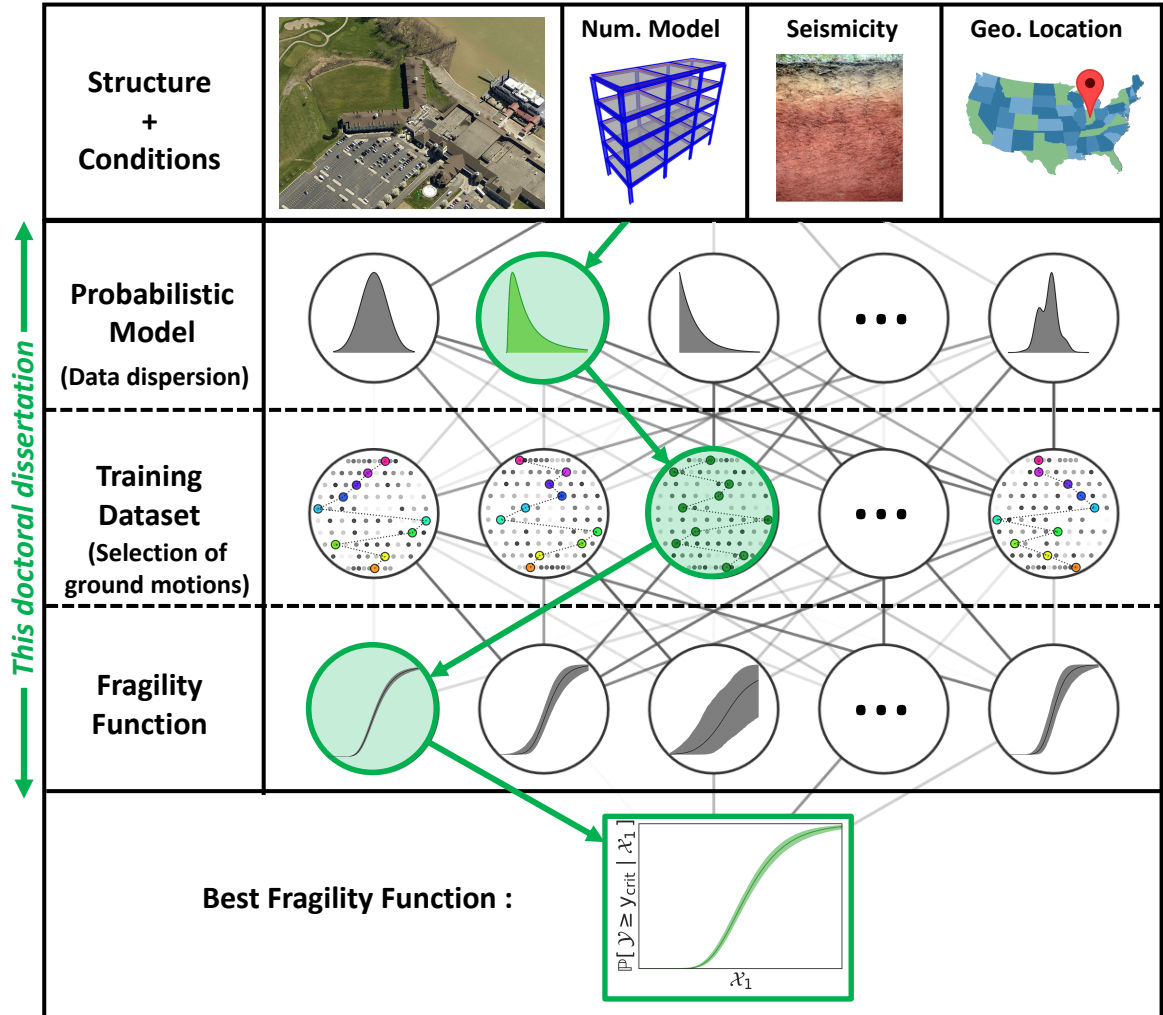 Structure
+
Conditions
Num. Model
Seismicity
Geo. Location
This doctoral dissertation
Probabilistic
Model
(Data dispersion)
Training
Dataset
(Selection of
ground motions)
Fragility
Function
Best Fragility Function :
ℙ[ 𝒴 ≥ y_crit | 𝒳₁ ]
𝒳₁